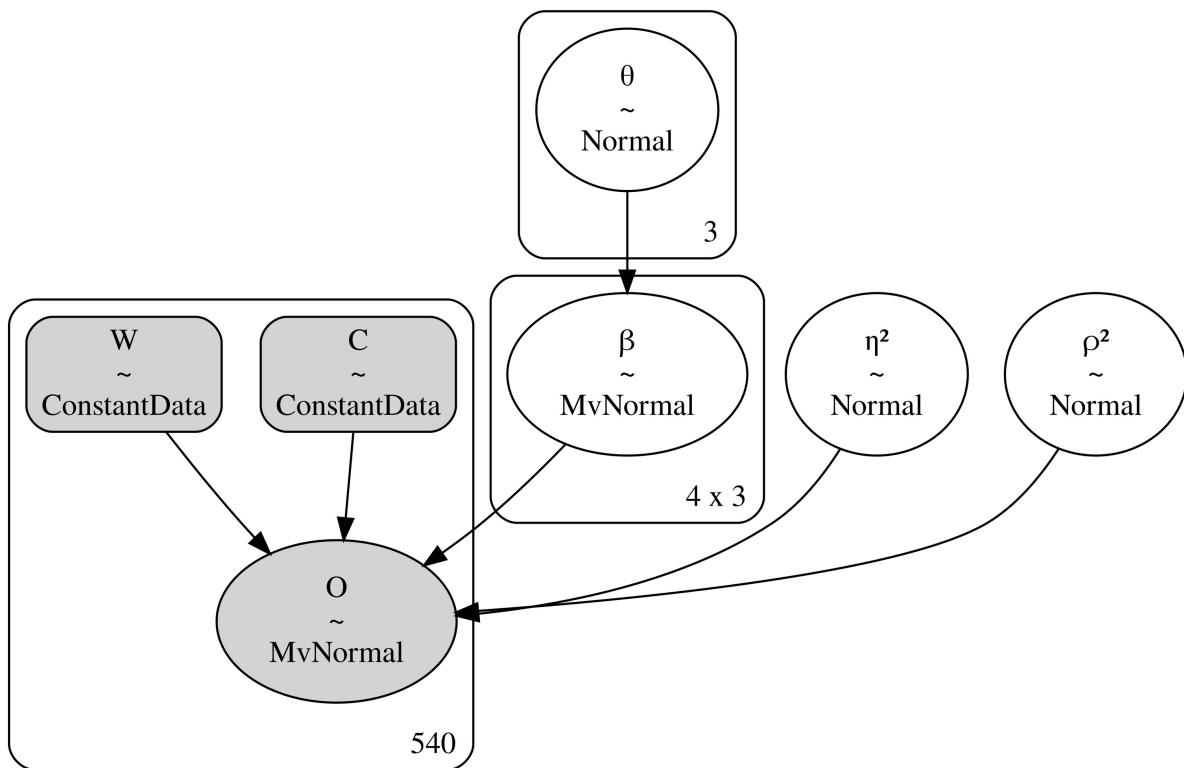 θ
~
Normal
3
β
~
MvNormal
4 x 3
η²
~
Normal
ρ²
~
Normal
W
~
ConstantData
C
~
ConstantData
O
~
MvNormal
540